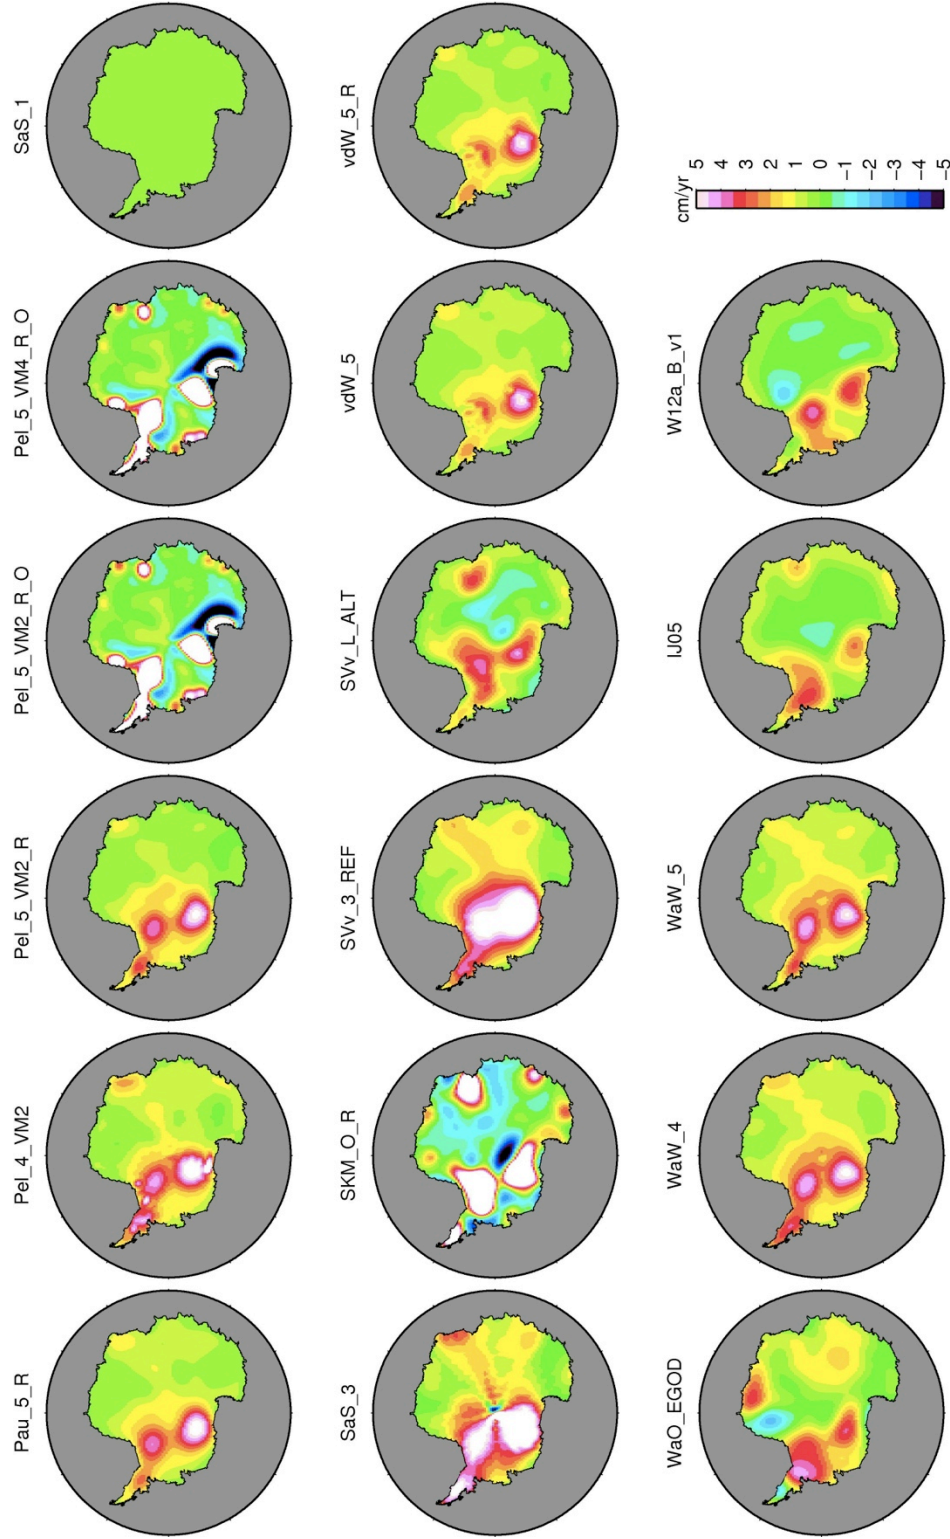 Pau_5_R
Pel_4_VM2
Pel_5_VM2_R
Pel_5_VM2_R_O
Pel_5_VM4_R_O
SaS_1
SaS_3
SKM_O_R
SVv_3_REF
SVv_L_ALT
vdW_5
vdW_5_R
WaO_EGOD
WaW_4
WaW_5
IJ05
W12a_B_v1
cm/yr
5
4
3
2
1
0
-1
-2
-3
-4
-5